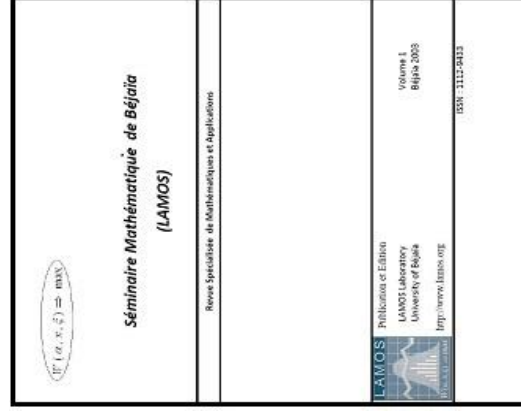 W ( α , x , ξ ) ⇒ max
Séminaire Mathématique de Béjaïa
(LAMOS)
Revue Spécialisée de Mathématiques et Applications
LAMOS
Publication et Edition
LAMOS Laboratory
University of Béjaïa
http://www.lamos.org
Volume 1
Béjaïa 2003
ISSN : 1112-9433